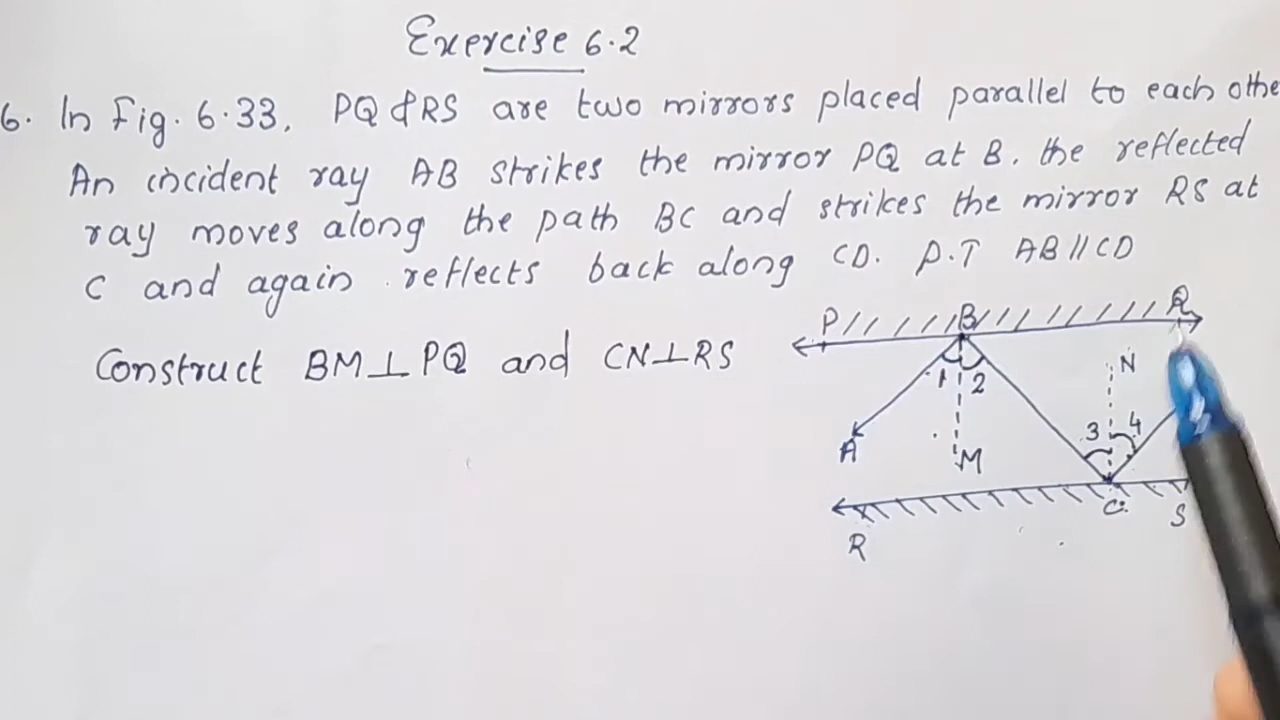 Exercise 6.2
6. In Fig. 6.33, PQ & RS are two mirrors placed parallel to each othe
An incident ray AB strikes the mirror PQ at B. the reflected
ray moves along the path BC and strikes the mirror RS at
C and again reflects back along CD. P.T AB // CD
Construct BM ⊥ PQ and CN ⊥ RS
P B Q
1 2 N
A M 3 4
C S
R